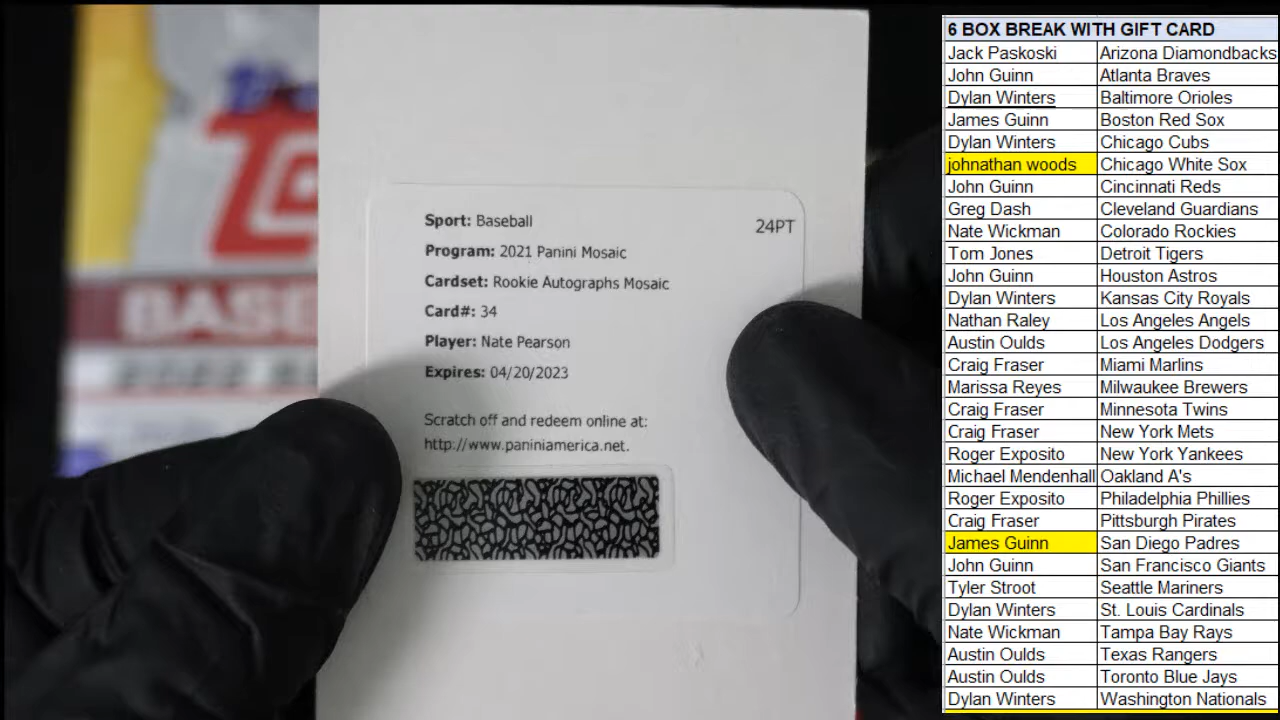 BASE
Sport: Baseball
24PT
Program: 2021 Panini Mosaic
Cardset: Rookie Autographs Mosaic
Card#: 34
Player: Nate Pearson
Expires: 04/20/2023
Scratch off and redeem online at:
http://www.paniniamerica.net.
6 BOX BREAK WITH GIFT CARD
Jack Paskoski Arizona Diamondbacks
John Guinn Atlanta Braves
Dylan Winters Baltimore Orioles
James Guinn Boston Red Sox
Dylan Winters Chicago Cubs
johnathan woods Chicago White Sox
John Guinn Cincinnati Reds
Greg Dash Cleveland Guardians
Nate Wickman Colorado Rockies
Tom Jones Detroit Tigers
John Guinn Houston Astros
Dylan Winters Kansas City Royals
Nathan Raley Los Angeles Angels
Austin Oulds Los Angeles Dodgers
Craig Fraser Miami Marlins
Marissa Reyes Milwaukee Brewers
Craig Fraser Minnesota Twins
Craig Fraser New York Mets
Roger Exposito New York Yankees
Michael Mendenhall Oakland A's
Roger Exposito Philadelphia Phillies
Craig Fraser Pittsburgh Pirates
James Guinn San Diego Padres
John Guinn San Francisco Giants
Tyler Stroot Seattle Mariners
Dylan Winters St. Louis Cardinals
Nate Wickman Tampa Bay Rays
Austin Oulds Texas Rangers
Austin Oulds Toronto Blue Jays
Dylan Winters Washington Nationals